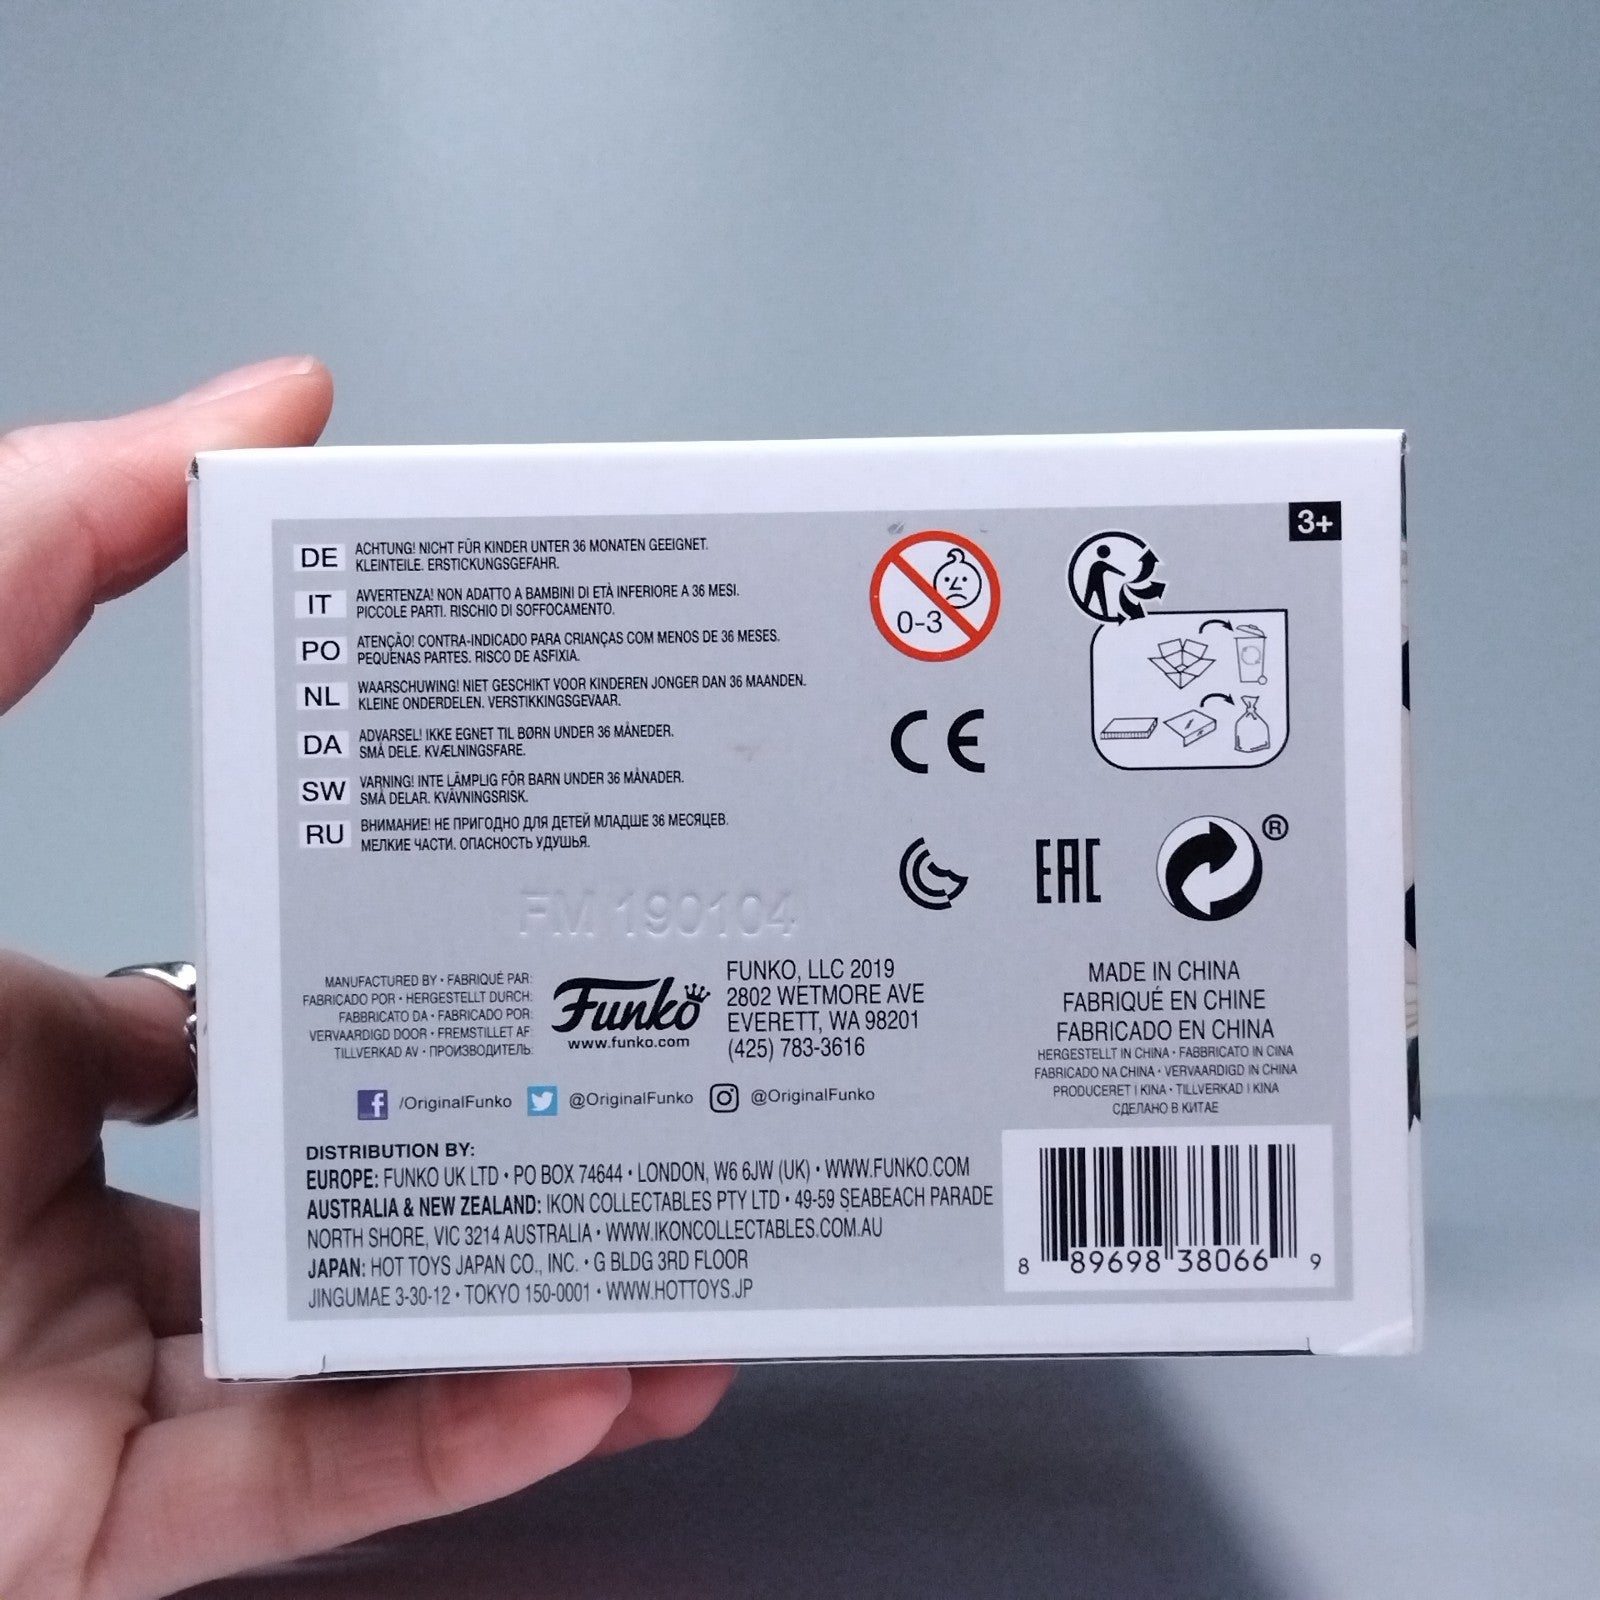 3+
DE ACHTUNG! NICHT FÜR KINDER UNTER 36 MONATEN GEEIGNET.
KLEINTEILE. ERSTICKUNGSGEFAHR.
IT AVVERTENZA! NON ADATTO A BAMBINI DI ETÀ INFERIORE A 36 MESI.
PICCOLE PARTI. RISCHIO DI SOFFOCAMENTO.
PO ATENÇÃO! CONTRA-INDICADO PARA CRIANÇAS COM MENOS DE 36 MESES.
PEQUENAS PARTES. RISCO DE ASFIXIA.
NL WAARSCHUWING! NIET GESCHIKT VOOR KINDEREN JONGER DAN 36 MAANDEN.
KLEINE ONDERDELEN. VERSTIKKINGSGEVAAR.
DA ADVARSEL! IKKE EGNET TIL BØRN UNDER 36 MÅNEDER.
SMÅ DELE. KVÆLNINGSFARE.
SW VARNING! INTE LÄMPLIG FÖR BARN UNDER 36 MÅNADER.
SMÅ DELAR. KVÄVNINGSRISK.
RU ВНИМАНИЕ! НЕ ПРИГОДНО ДЛЯ ДЕТЕЙ МЛАДШЕ 36 МЕСЯЦЕВ.
МЕЛКИЕ ЧАСТИ. ОПАСНОСТЬ УДУШЬЯ.
0-3
CE
EAC
®
FM 190104
MANUFACTURED BY • FABRIQUÉ PAR:
FABRICADO POR • HERGESTELLT DURCH:
FABBRICATO DA • FABRICADO POR:
VERVAARDIGD DOOR • FREMSTILLET AF:
TILLVERKAD AV • ПРОИЗВОДИТЕЛЬ:
Funko
www.funko.com
FUNKO, LLC 2019
2802 WETMORE AVE
EVERETT, WA 98201
(425) 783-3616
MADE IN CHINA
FABRIQUÉ EN CHINE
FABRICADO EN CHINA
HERGESTELLT IN CHINA • FABBRICATO IN CINA
FABRICADO NA CHINA • VERVAARDIGD IN CHINA
PRODUCERET I KINA • TILLVERKAD I KINA
СДЕЛАНО В КИТАЕ
f /OriginalFunko @OriginalFunko @OriginalFunko
DISTRIBUTION BY:
EUROPE: FUNKO UK LTD • PO BOX 74644 • LONDON, W6 6JW (UK) • WWW.FUNKO.COM
AUSTRALIA & NEW ZEALAND: IKON COLLECTABLES PTY LTD • 49-59 SEABEACH PARADE
NORTH SHORE, VIC 3214 AUSTRALIA • WWW.IKONCOLLECTABLES.COM.AU
JAPAN: HOT TOYS JAPAN CO., INC. • G BLDG 3RD FLOOR
JINGUMAE 3-30-12 • TOKYO 150-0001 • WWW.HOTTOYS.JP
8 89698 38066 9